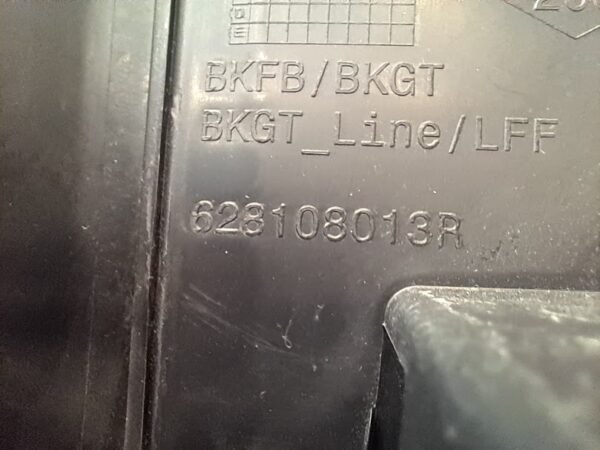 D
E
BKFB/BKGT
BKGT_Line/LFF
628108013R